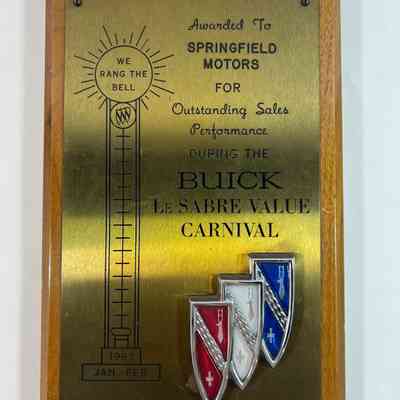 WE
RANG THE
BELL
Awarded To
SPRINGFIELD
MOTORS
FOR
Outstanding Sales
Performance
DURING THE
BUICK
LE SABRE VALUE
CARNIVAL
JAN.-FEB.